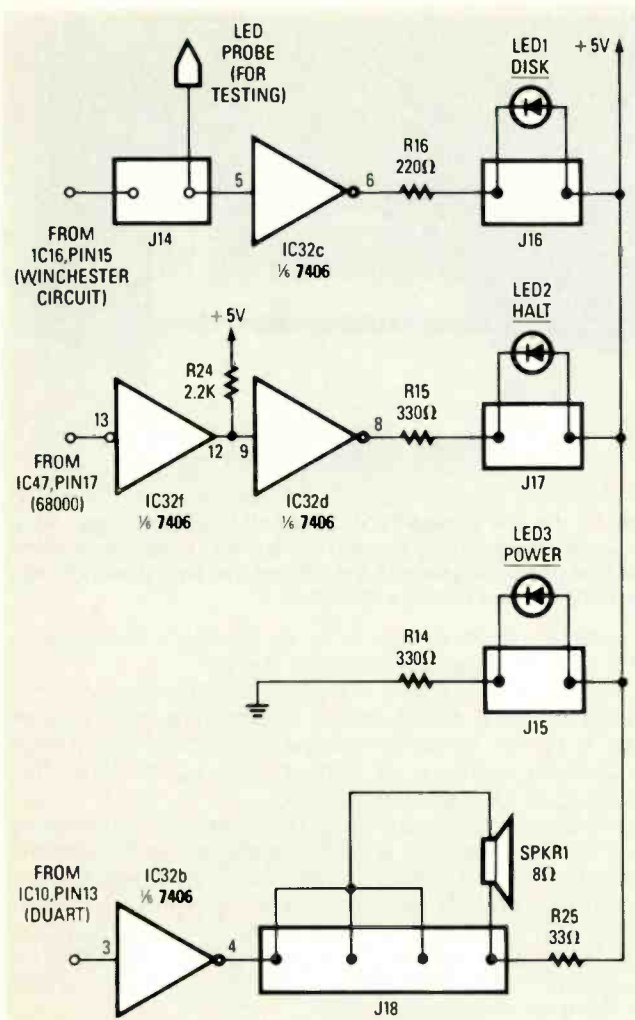 LED
PROBE
(FOR
TESTING)
LED1
DISK
+5V
R16
220Ω
5
6
J14
IC32c
⅙ 7406
J16
FROM
IC16,PIN15
(WINCHESTER
CIRCUIT)
LED2
HALT
+5V
R24
2.2K
R15
330Ω
13
12
9
8
FROM
IC47,PIN17
(68000)
IC32f
⅙ 7406
IC32d
⅙ 7406
J17
LED3
POWER
R14
330Ω
J15
FROM
IC10,PIN13
(DUART)
IC32b
⅙ 7406
SPKR1
8Ω
R25
33Ω
3
4
J18